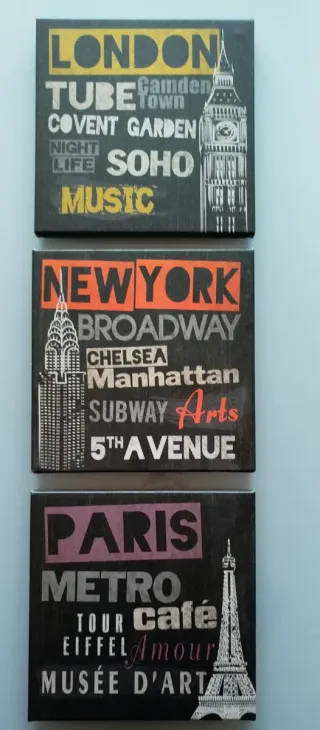 LONDON
TUBE Camden Town
COVENT GARDEN
NIGHT LIFE SOHO
MUSIC
NEW YORK
BROADWAY
CHELSEA
Manhattan
SUBWAY Arts
5TH AVENUE
PARIS
METRO
café
TOUR
EIFFEL Amour
MUSÉE D'ART